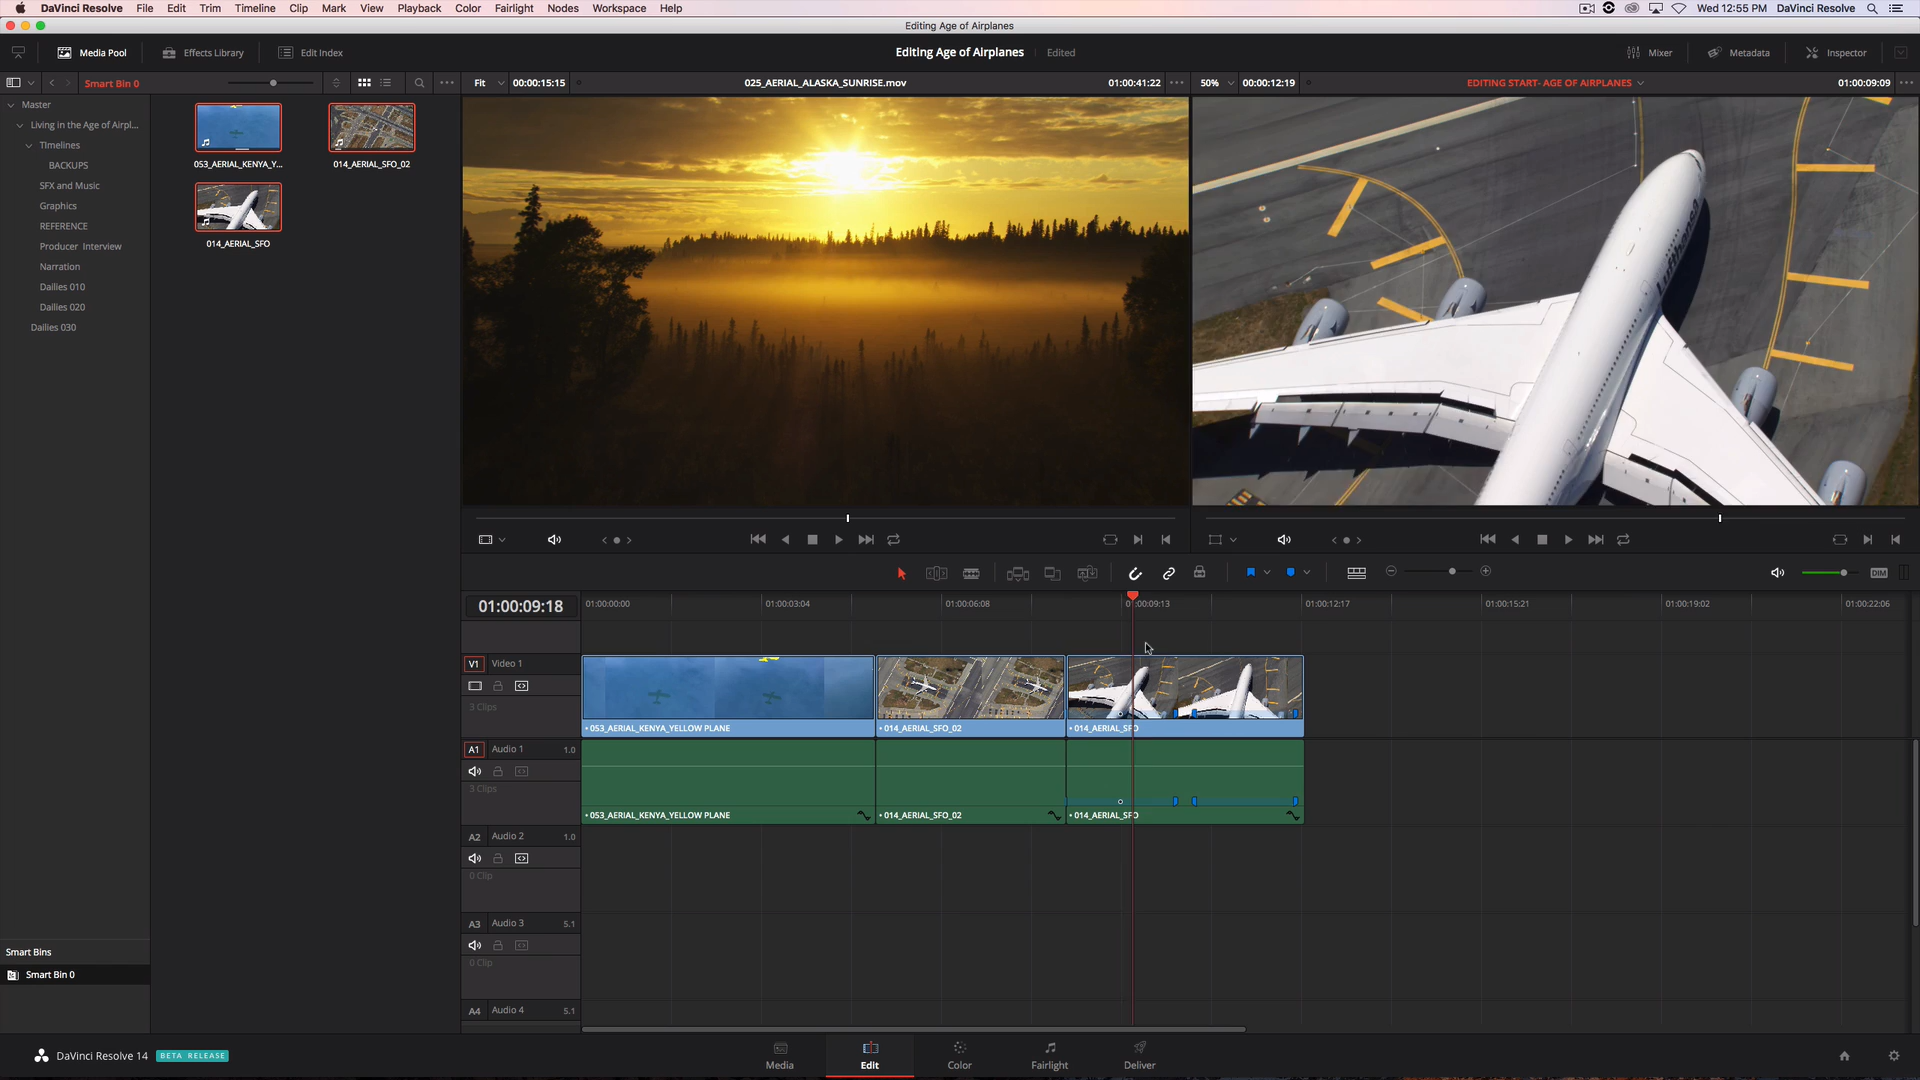 DaVinci Resolve File Edit Trim Timeline Clip Mark View Playback Color Fairlight Nodes Workspace Help Wed 12:55 PM DaVinci Resolve
Editing Age of Airplanes
Media Pool Effects Library Edit Index Editing Age of Airplanes Edited Mixer Metadata Inspector
Smart Bin 0 Fit 00:00:15:15 025_AERIAL_ALASKA_SUNRISE.mov 01:00:41:22 50% 00:00:12:19 EDITING START- AGE OF AIRPLANES 01:00:09:09
Master
Living in the Age of Airpl...
Timelines
BACKUPS
SFX and Music
Graphics
REFERENCE
Producer Interview
Narration
Dailies 010
Dailies 020
Dailies 030
053_AERIAL_KENYA_Y... 014_AERIAL_SFO_02
014_AERIAL_SFO
Lufthansa
DIM
01:00:09:18 01:00:00:00 01:00:03:04 01:00:06:08 01:00:09:13 01:00:12:17 01:00:15:21 01:00:19:02 01:00:22:06
V1 Video 1
3 Clips
053_AERIAL_KENYA_YELLOW PLANE 014_AERIAL_SFO_02 014_AERIAL_SFO
A1 Audio 1 1.0
3 Clips
053_AERIAL_KENYA_YELLOW PLANE 014_AERIAL_SFO_02 014_AERIAL_SFO
A2 Audio 2 1.0
0 Clip
A3 Audio 3 5.1
0 Clip
A4 Audio 4 5.1
Smart Bins
Smart Bin 0
DaVinci Resolve 14 BETA RELEASE
Media Edit Color Fairlight Deliver